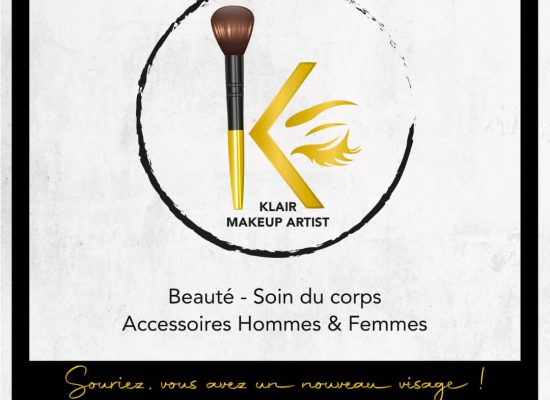 KLAIR
MAKEUP ARTIST
Beauté - Soin du corps
Accessoires Hommes & Femmes
Souriez, vous avez un nouveau visage !